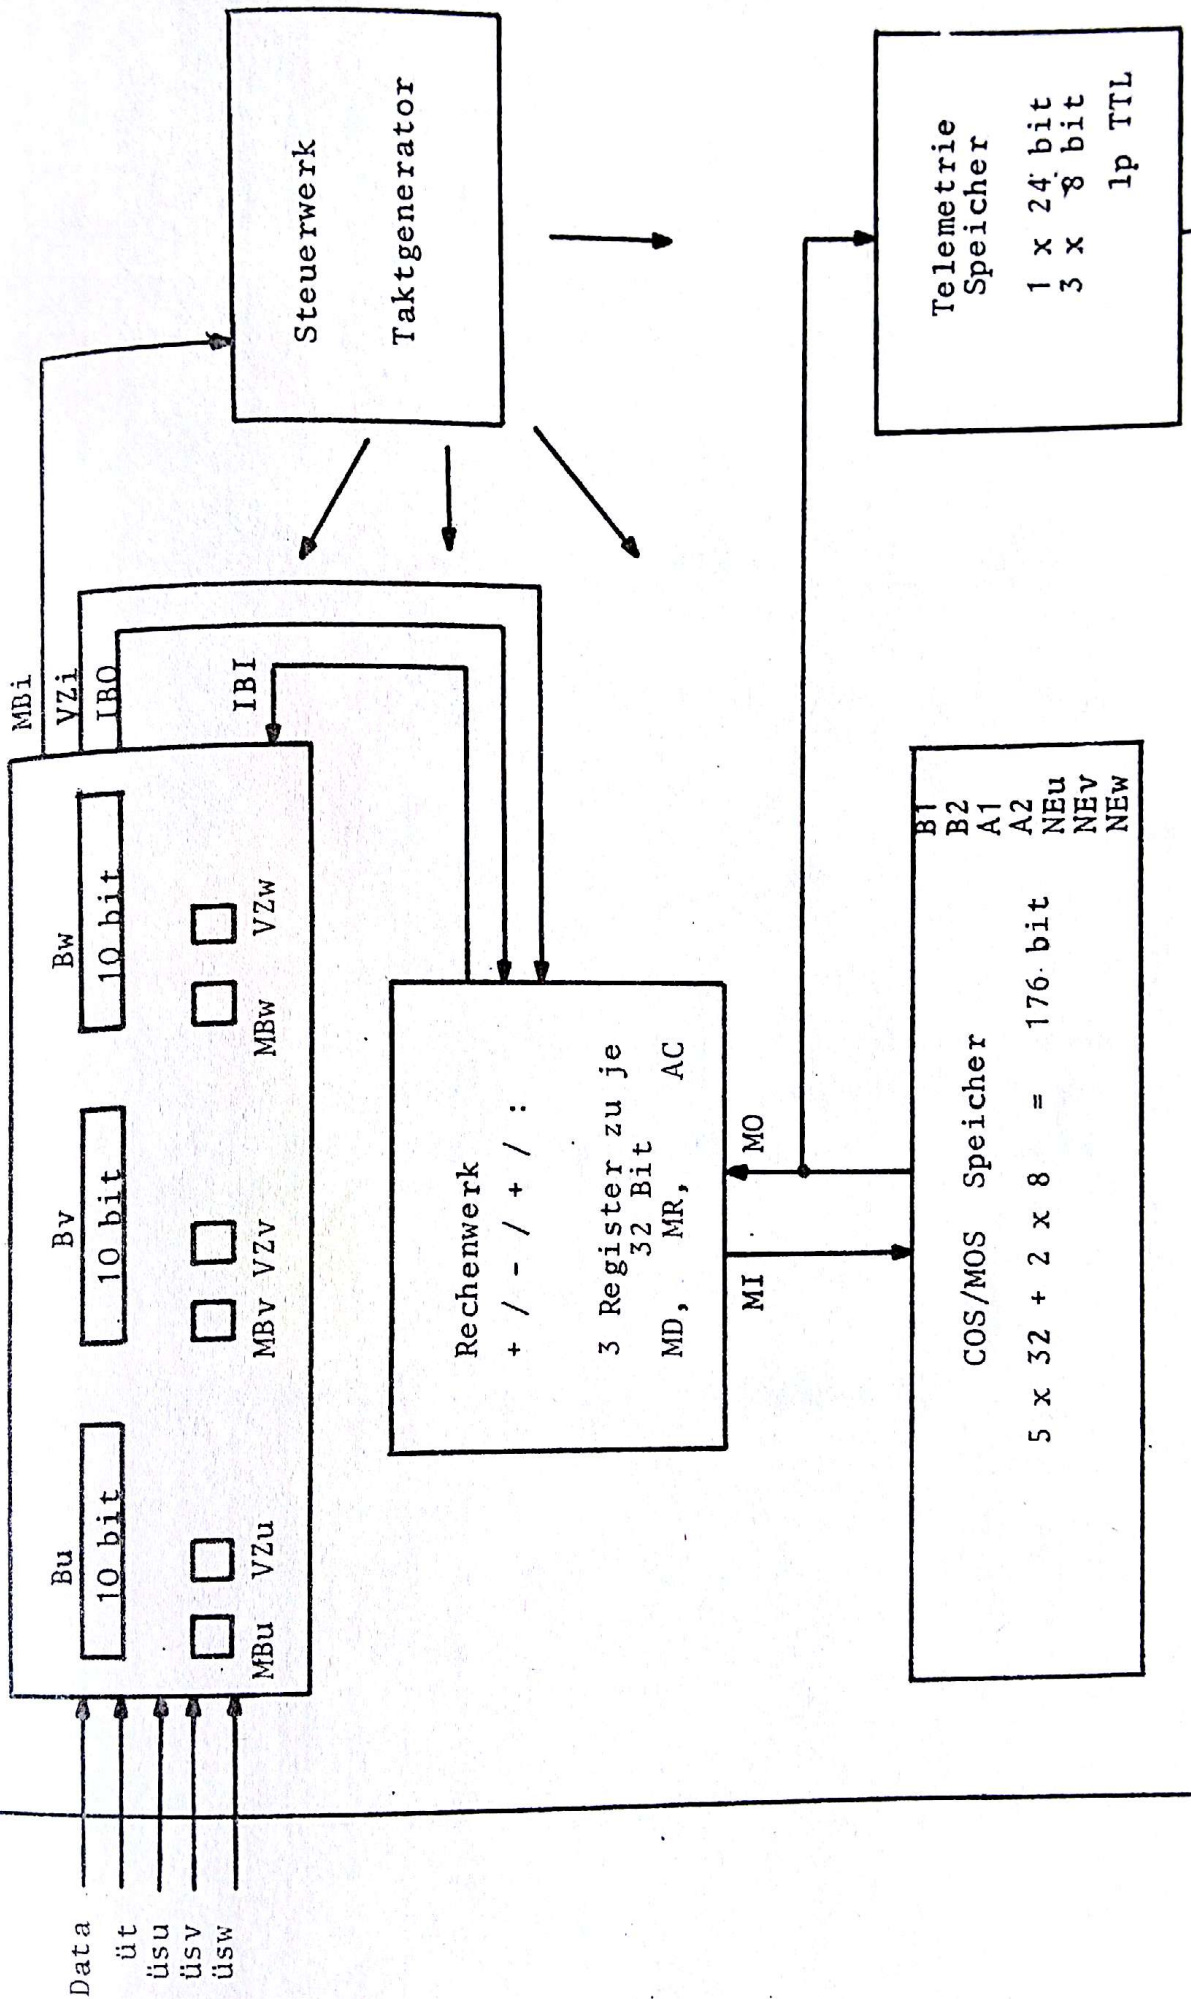 Data
üt
üsu
üsv
üsw
Bu
10 bit
MBu VZu
Bv
10 bit
MBv VZv
Bw
10 bit
MBw VZw
MBi
VZi
IBO
IBI
Steuerwerk
Taktgenerator
Rechenwerk
+ / - / + / :
3 Register zu je
32 Bit
MD, MR, AC
MI
MO
COS/MOS Speicher
5 x 32 + 2 x 8 = 176 bit
B1
B2
A1
A2
NEu
NEv
NEw
Telemetrie
Speicher
1 x 24 bit
3 x 8 bit
lp TTL